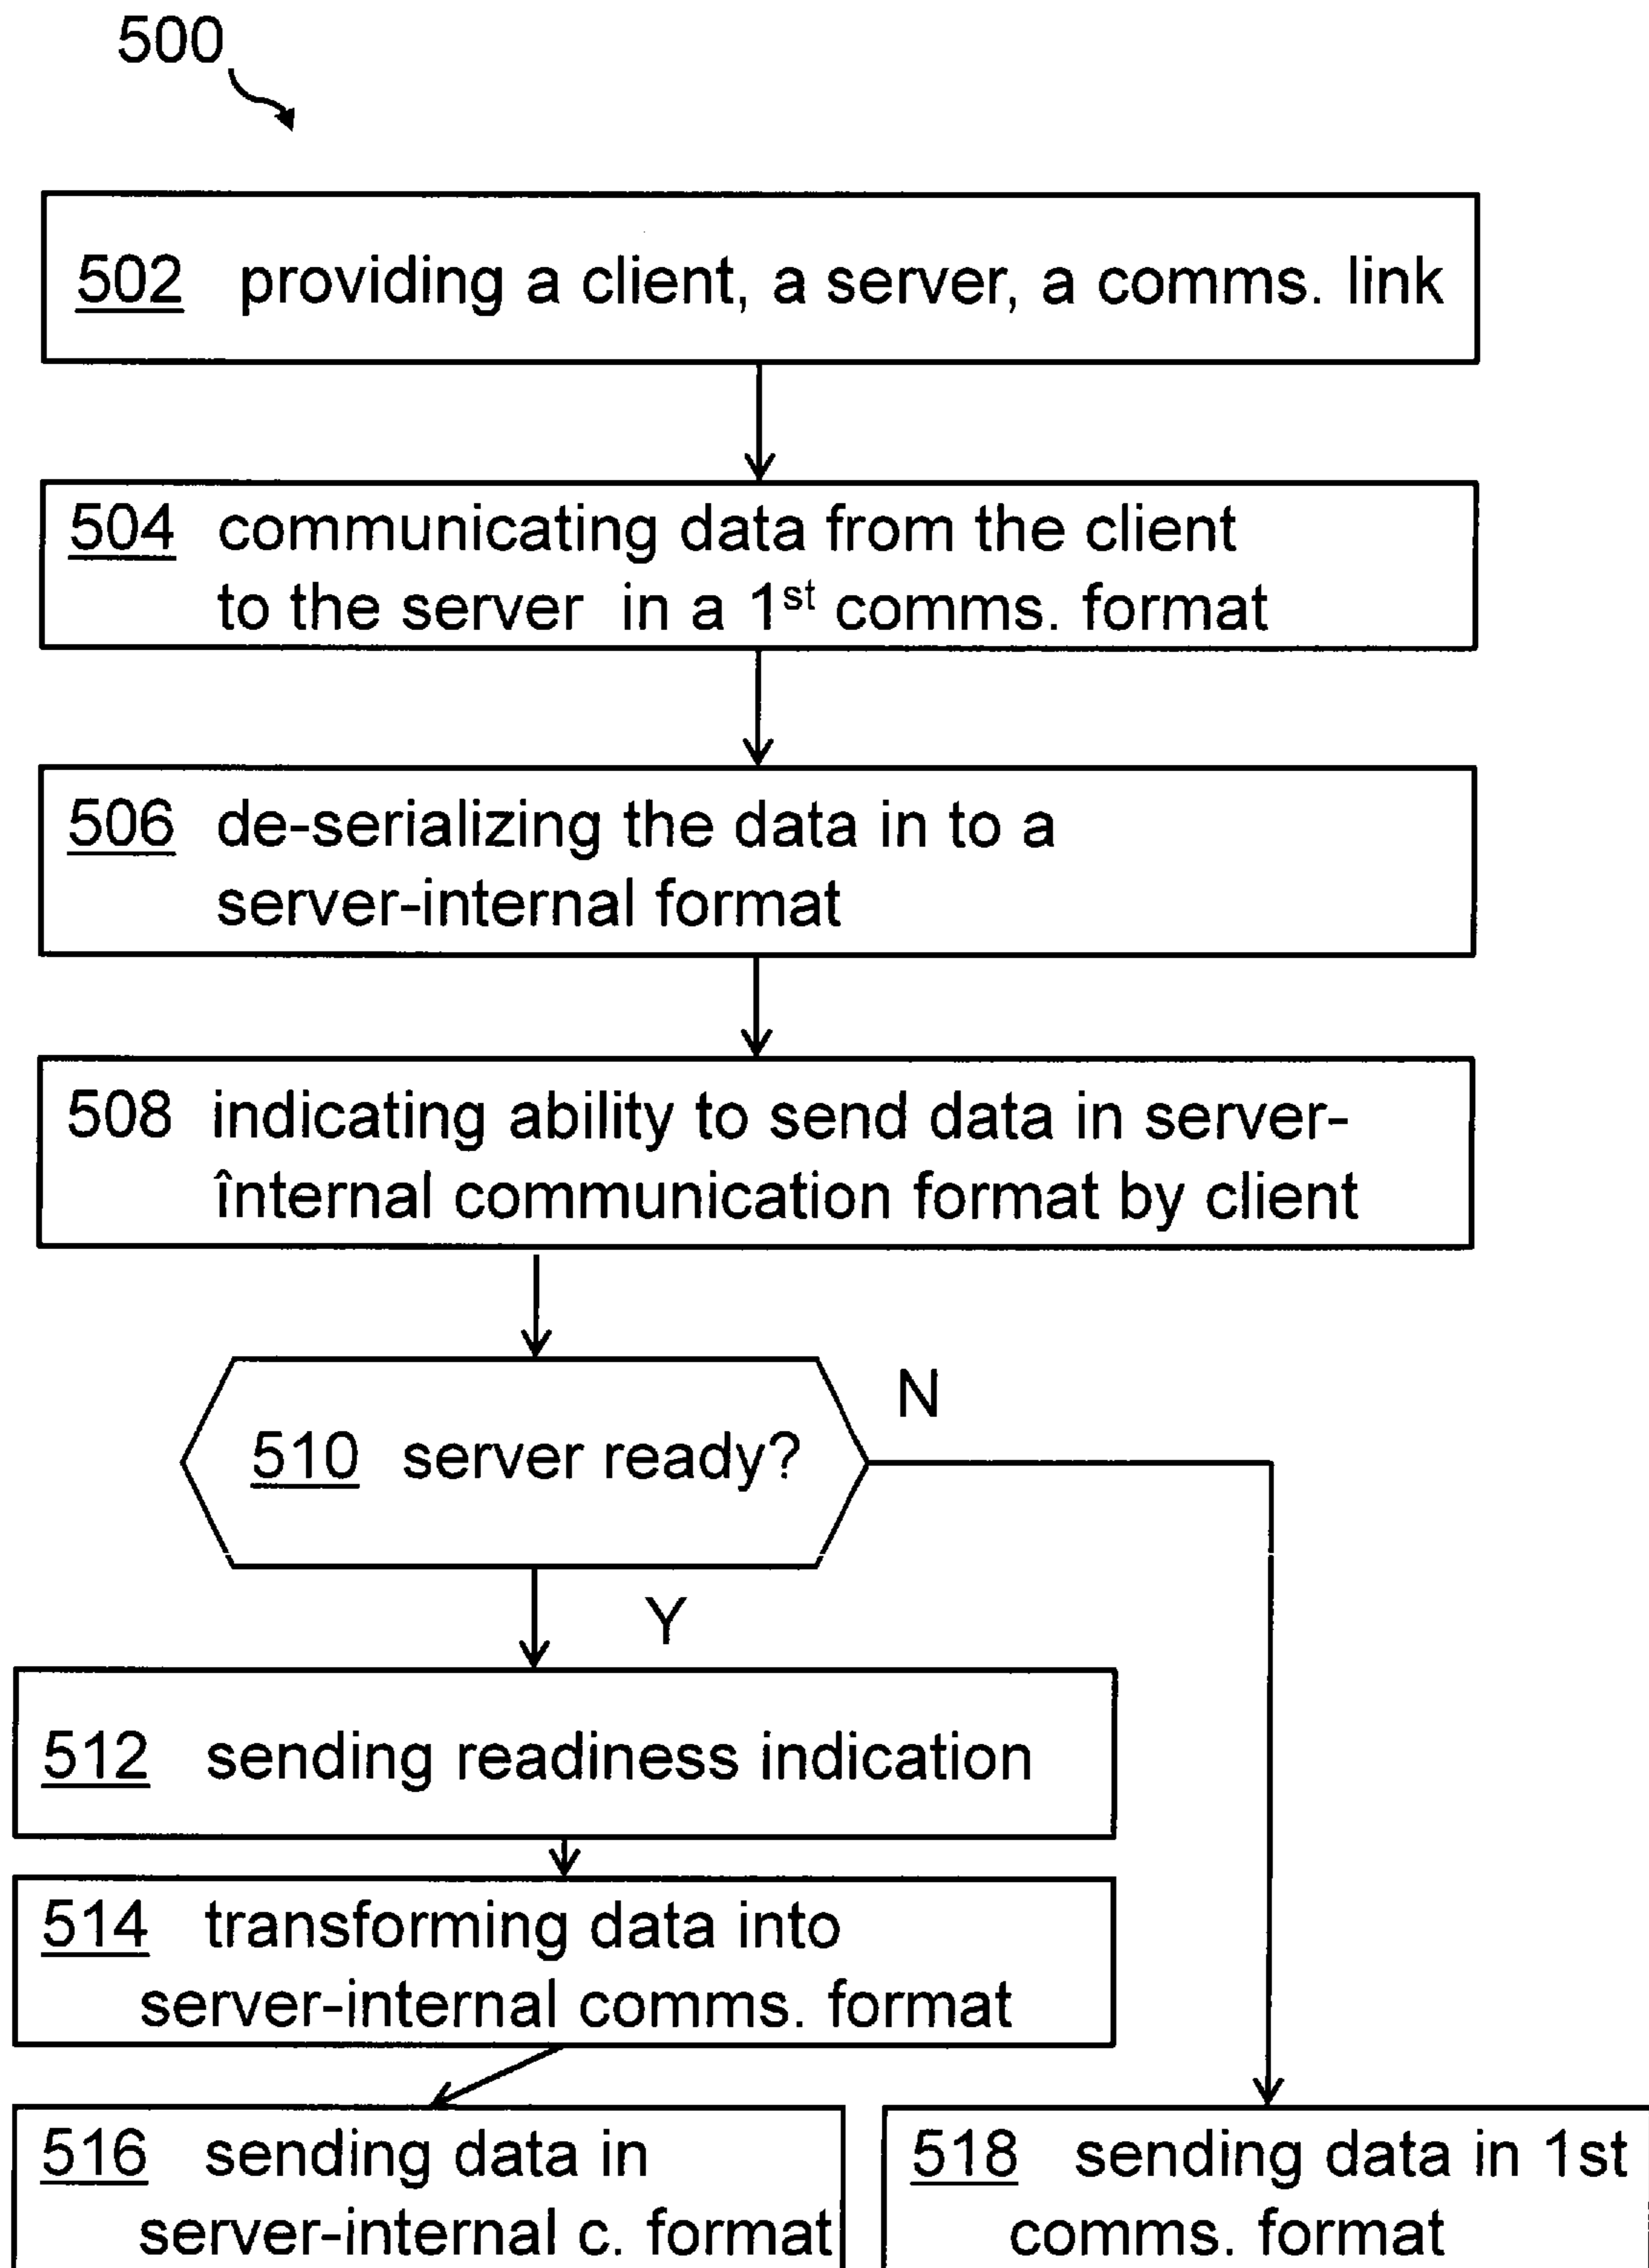 500
502 providing a client, a server, a comms. link
504 communicating data from the client
to the server in a 1st comms. format
506 de-serializing the data in to a
server-internal format
508 indicating ability to send data in server-
înternal communication format by client
N
510 server ready?
Y
512 sending readiness indication
514 transforming data into
server-internal comms. format
516 sending data in
server-internal c. format
518 sending data in 1st
comms. format